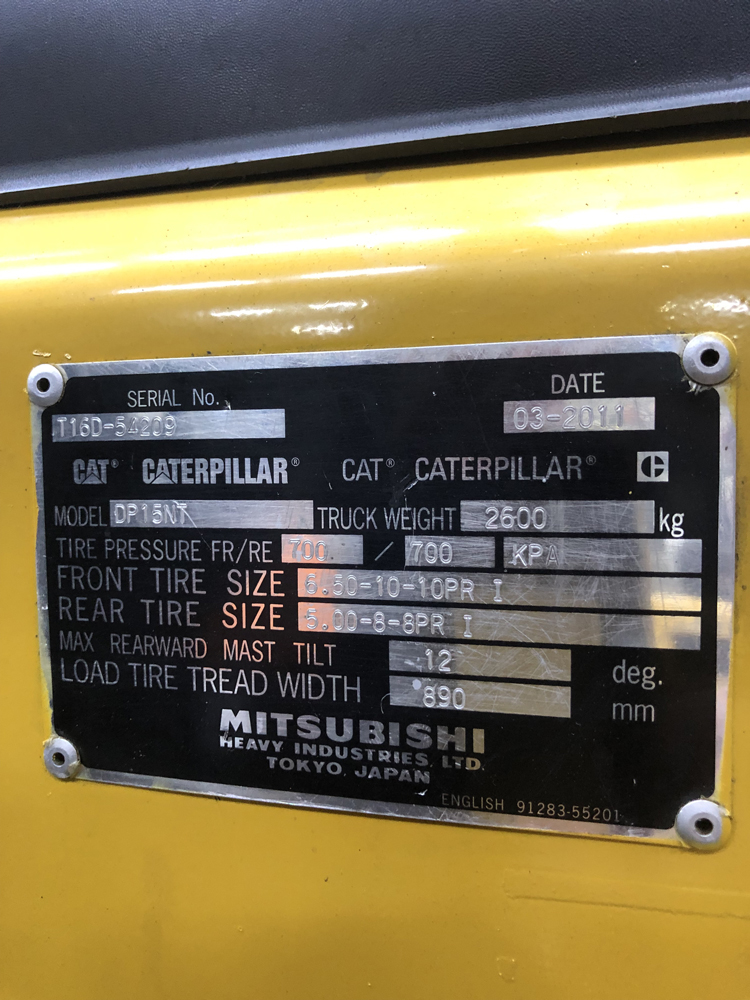 SERIAL No. DATE
T16D-54209 03-2011
CAT® CATERPILLAR® CAT® CATERPILLAR® C
MODEL DP15NT TRUCK WEIGHT 2600 kg
TIRE PRESSURE FR/RE 700 / 700 KPA
FRONT TIRE SIZE 6.50-10-10PR I
REAR TIRE SIZE 5.00-8-8PR I
MAX REARWARD MAST TILT 12 deg.
LOAD TIRE TREAD WIDTH 890 mm
MITSUBISHI
HEAVY INDUSTRIES, LTD.
TOKYO, JAPAN
ENGLISH 91283-55201